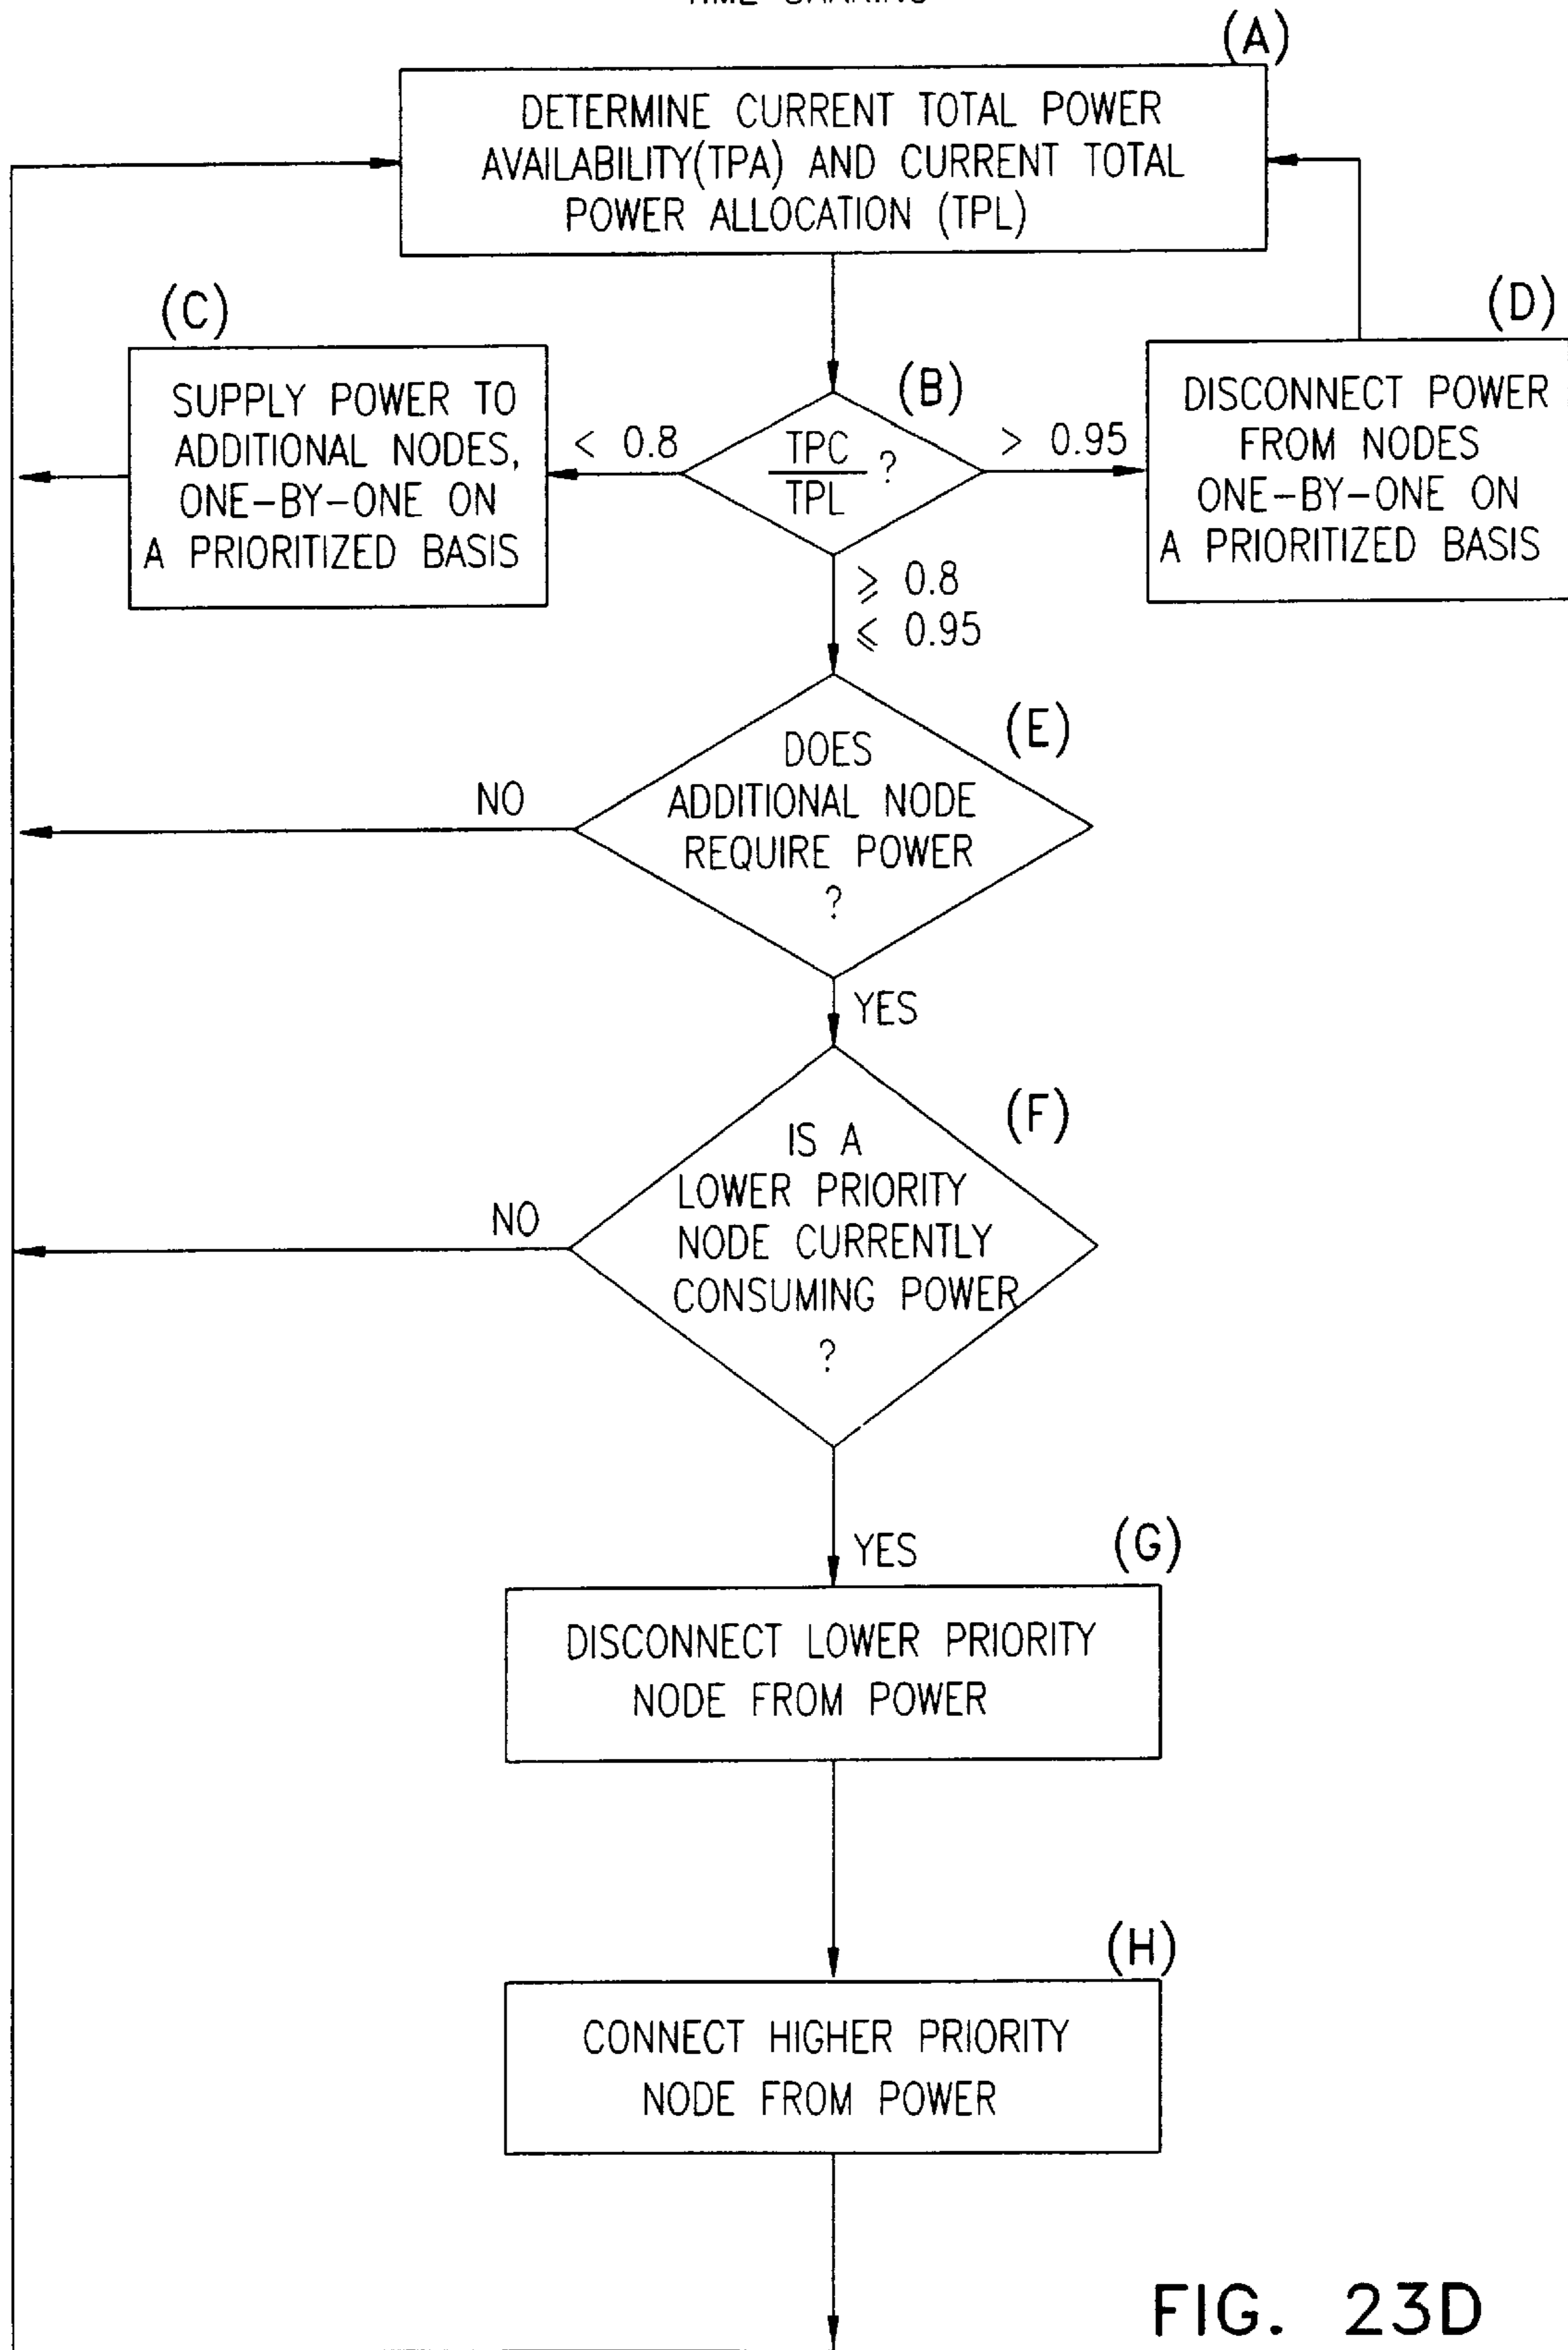 (A)
DETERMINE CURRENT TOTAL POWER
AVAILABILITY(TPA) AND CURRENT TOTAL
POWER ALLOCATION (TPL)
(C)
SUPPLY POWER TO
ADDITIONAL NODES,
ONE-BY-ONE ON
A PRIORITIZED BASIS
< 0.8
(B)
TPC
TPL
?
> 0.95
(D)
DISCONNECT POWER
FROM NODES
ONE-BY-ONE ON
A PRIORITIZED BASIS
⩾ 0.8
⩽ 0.95
(E)
DOES
ADDITIONAL NODE
REQUIRE POWER
?
NO
YES
(F)
IS A
LOWER PRIORITY
NODE CURRENTLY
CONSUMING POWER
?
NO
YES
(G)
DISCONNECT LOWER PRIORITY
NODE FROM POWER
(H)
CONNECT HIGHER PRIORITY
NODE FROM POWER
FIG. 23D